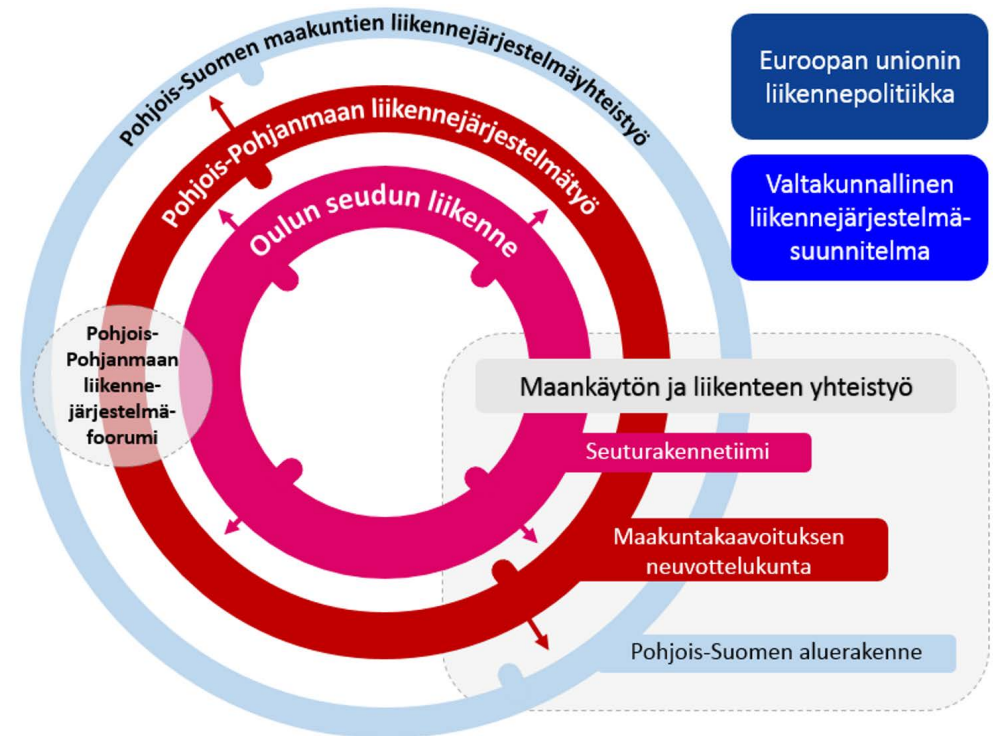 Pohjois-Suomen maakuntien liikennejärjestelmäyhteistyö
Pohjois-Pohjanmaan liikennejärjestelmätyö
Oulun seudun liikenne
Euroopan unionin
liikennepolitiikka
Valtakunnallinen
liikennejärjestelmä-
suunnitelma
Pohjois-
Pohjanmaan
liikenne-
järjestelmä-
foorumi
Maankäytön ja liikenteen yhteistyö
Seuturakennetiimi
Maakuntakaavoituksen
neuvottelukunta
Pohjois-Suomen aluerakenne